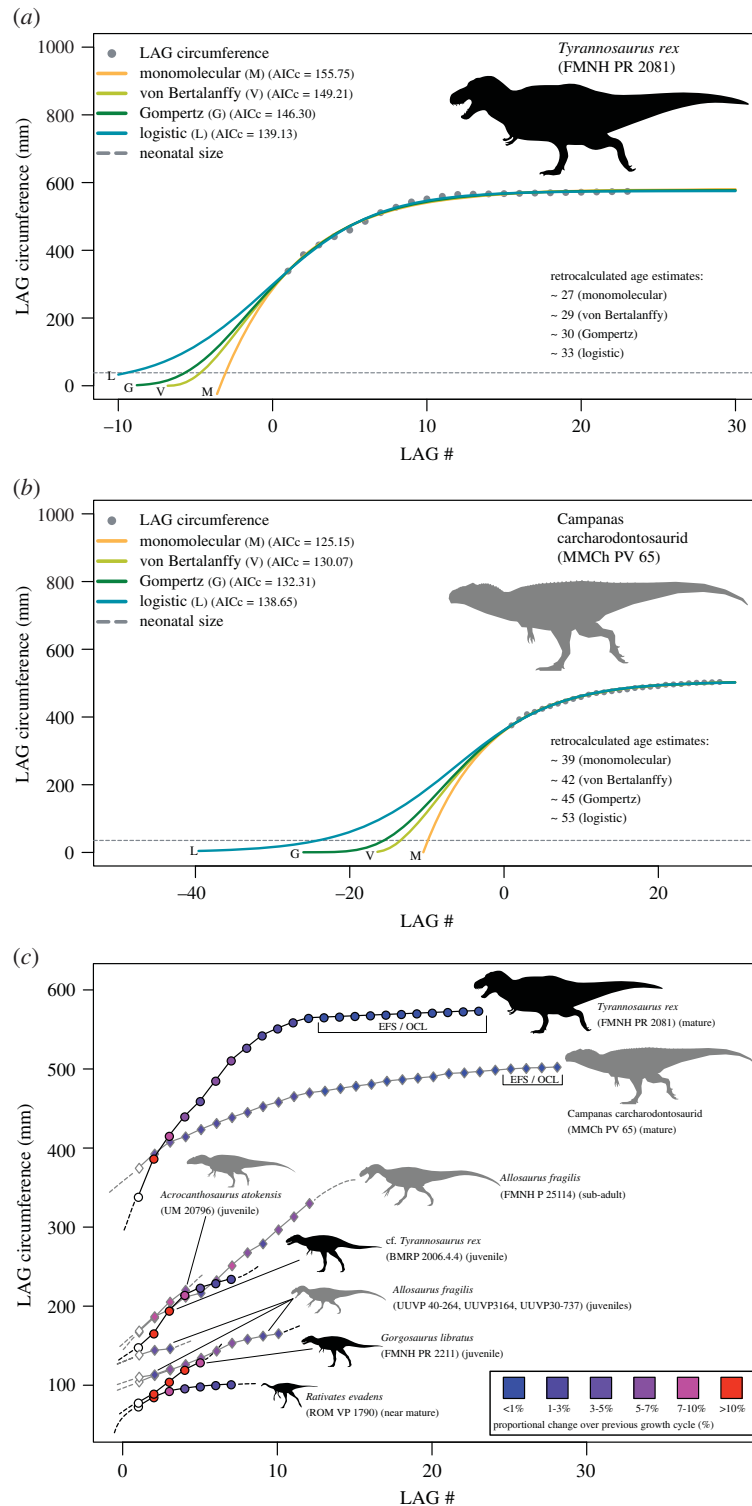 (a)
1000
800
600
400
200
0
LAG circumference (mm)
LAG circumference
monomolecular (M) (AICc = 155.75)
von Bertalanffy (V) (AICc = 149.21)
Gompertz (G) (AICc = 146.30)
logistic (L) (AICc = 139.13)
neonatal size
Tyrannosaurus rex
(FMNH PR 2081)
retrocalculated age estimates:
~ 27 (monomolecular)
~ 29 (von Bertalanffy)
~ 30 (Gompertz)
~ 33 (logistic)
L
G
V
M
−10
0
10
20
30
LAG #
(b)
1000
800
600
400
200
0
LAG circumference (mm)
LAG circumference
monomolecular (M) (AICc = 125.15)
von Bertalanffy (V) (AICc = 130.07)
Gompertz (G) (AICc = 132.31)
logistic (L) (AICc = 138.65)
neonatal size
Campanas
carcharodontosaurid
(MMCh PV 65)
retrocalculated age estimates:
~ 39 (monomolecular)
~ 42 (von Bertalanffy)
~ 45 (Gompertz)
~ 53 (logistic)
L
G
V
M
−40
−20
0
20
LAG #
(c)
600
500
400
300
200
100
LAG circumference (mm)
EFS / OCL
Tyrannosaurus rex
(FMNH PR 2081) (mature)
EFS / OCL
Campanas carcharodontosaurid
(MMCh PV 65) (mature)
Acrocanthosaurus atokensis
(UM 20796) (juvenile)
Allosaurus fragilis
(FMNH P 25114) (sub-adult)
cf. Tyrannosaurus rex
(BMRP 2006.4.4) (juvenile)
Allosaurus fragilis
(UUVP 40-264, UUVP3164, UUVP30-737) (juveniles)
Gorgosaurus libratus
(FMNH PR 2211) (juvenile)
Rativates evadens
(ROM VP 1790) (near mature)
<1%
1-3%
3-5%
5-7%
7-10%
>10%
proportional change over previous growth cycle (%)
0
10
20
30
LAG #